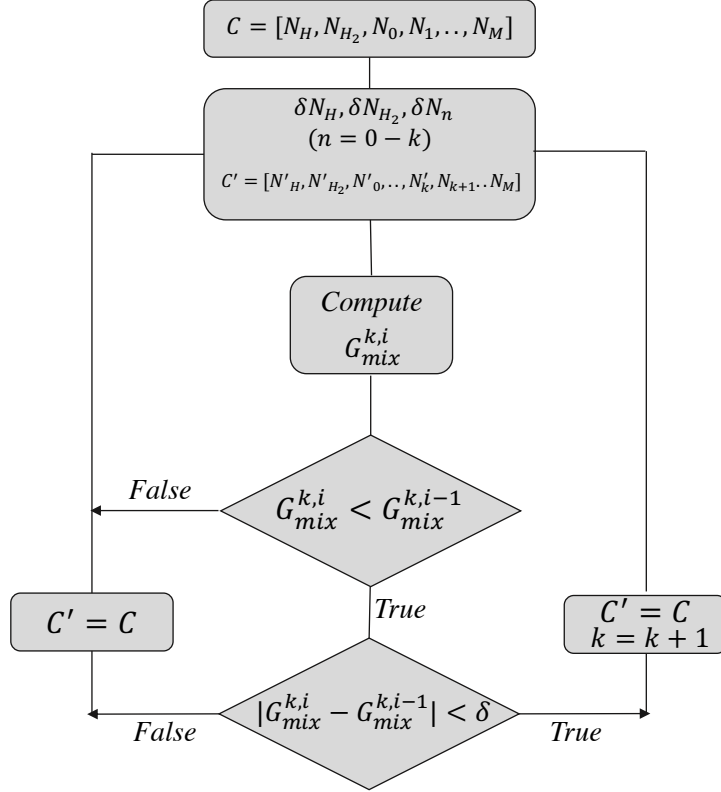 C = [N_H, N_{H_2}, N_0, N_1, . ., N_M]
δN_H, δN_{H_2}, δN_n
(n = 0 − k)
C′ = [N′_H, N′_{H_2}, N′_0, . ., N′_k, N_{k+1}. . N_M]
Compute
G_{mix}^{k,i}
False
G_{mix}^{k,i} < G_{mix}^{k,i−1}
C′ = C
True
C′ = C
k = k + 1
|G_{mix}^{k,i} − G_{mix}^{k,i−1}| < δ
False
True